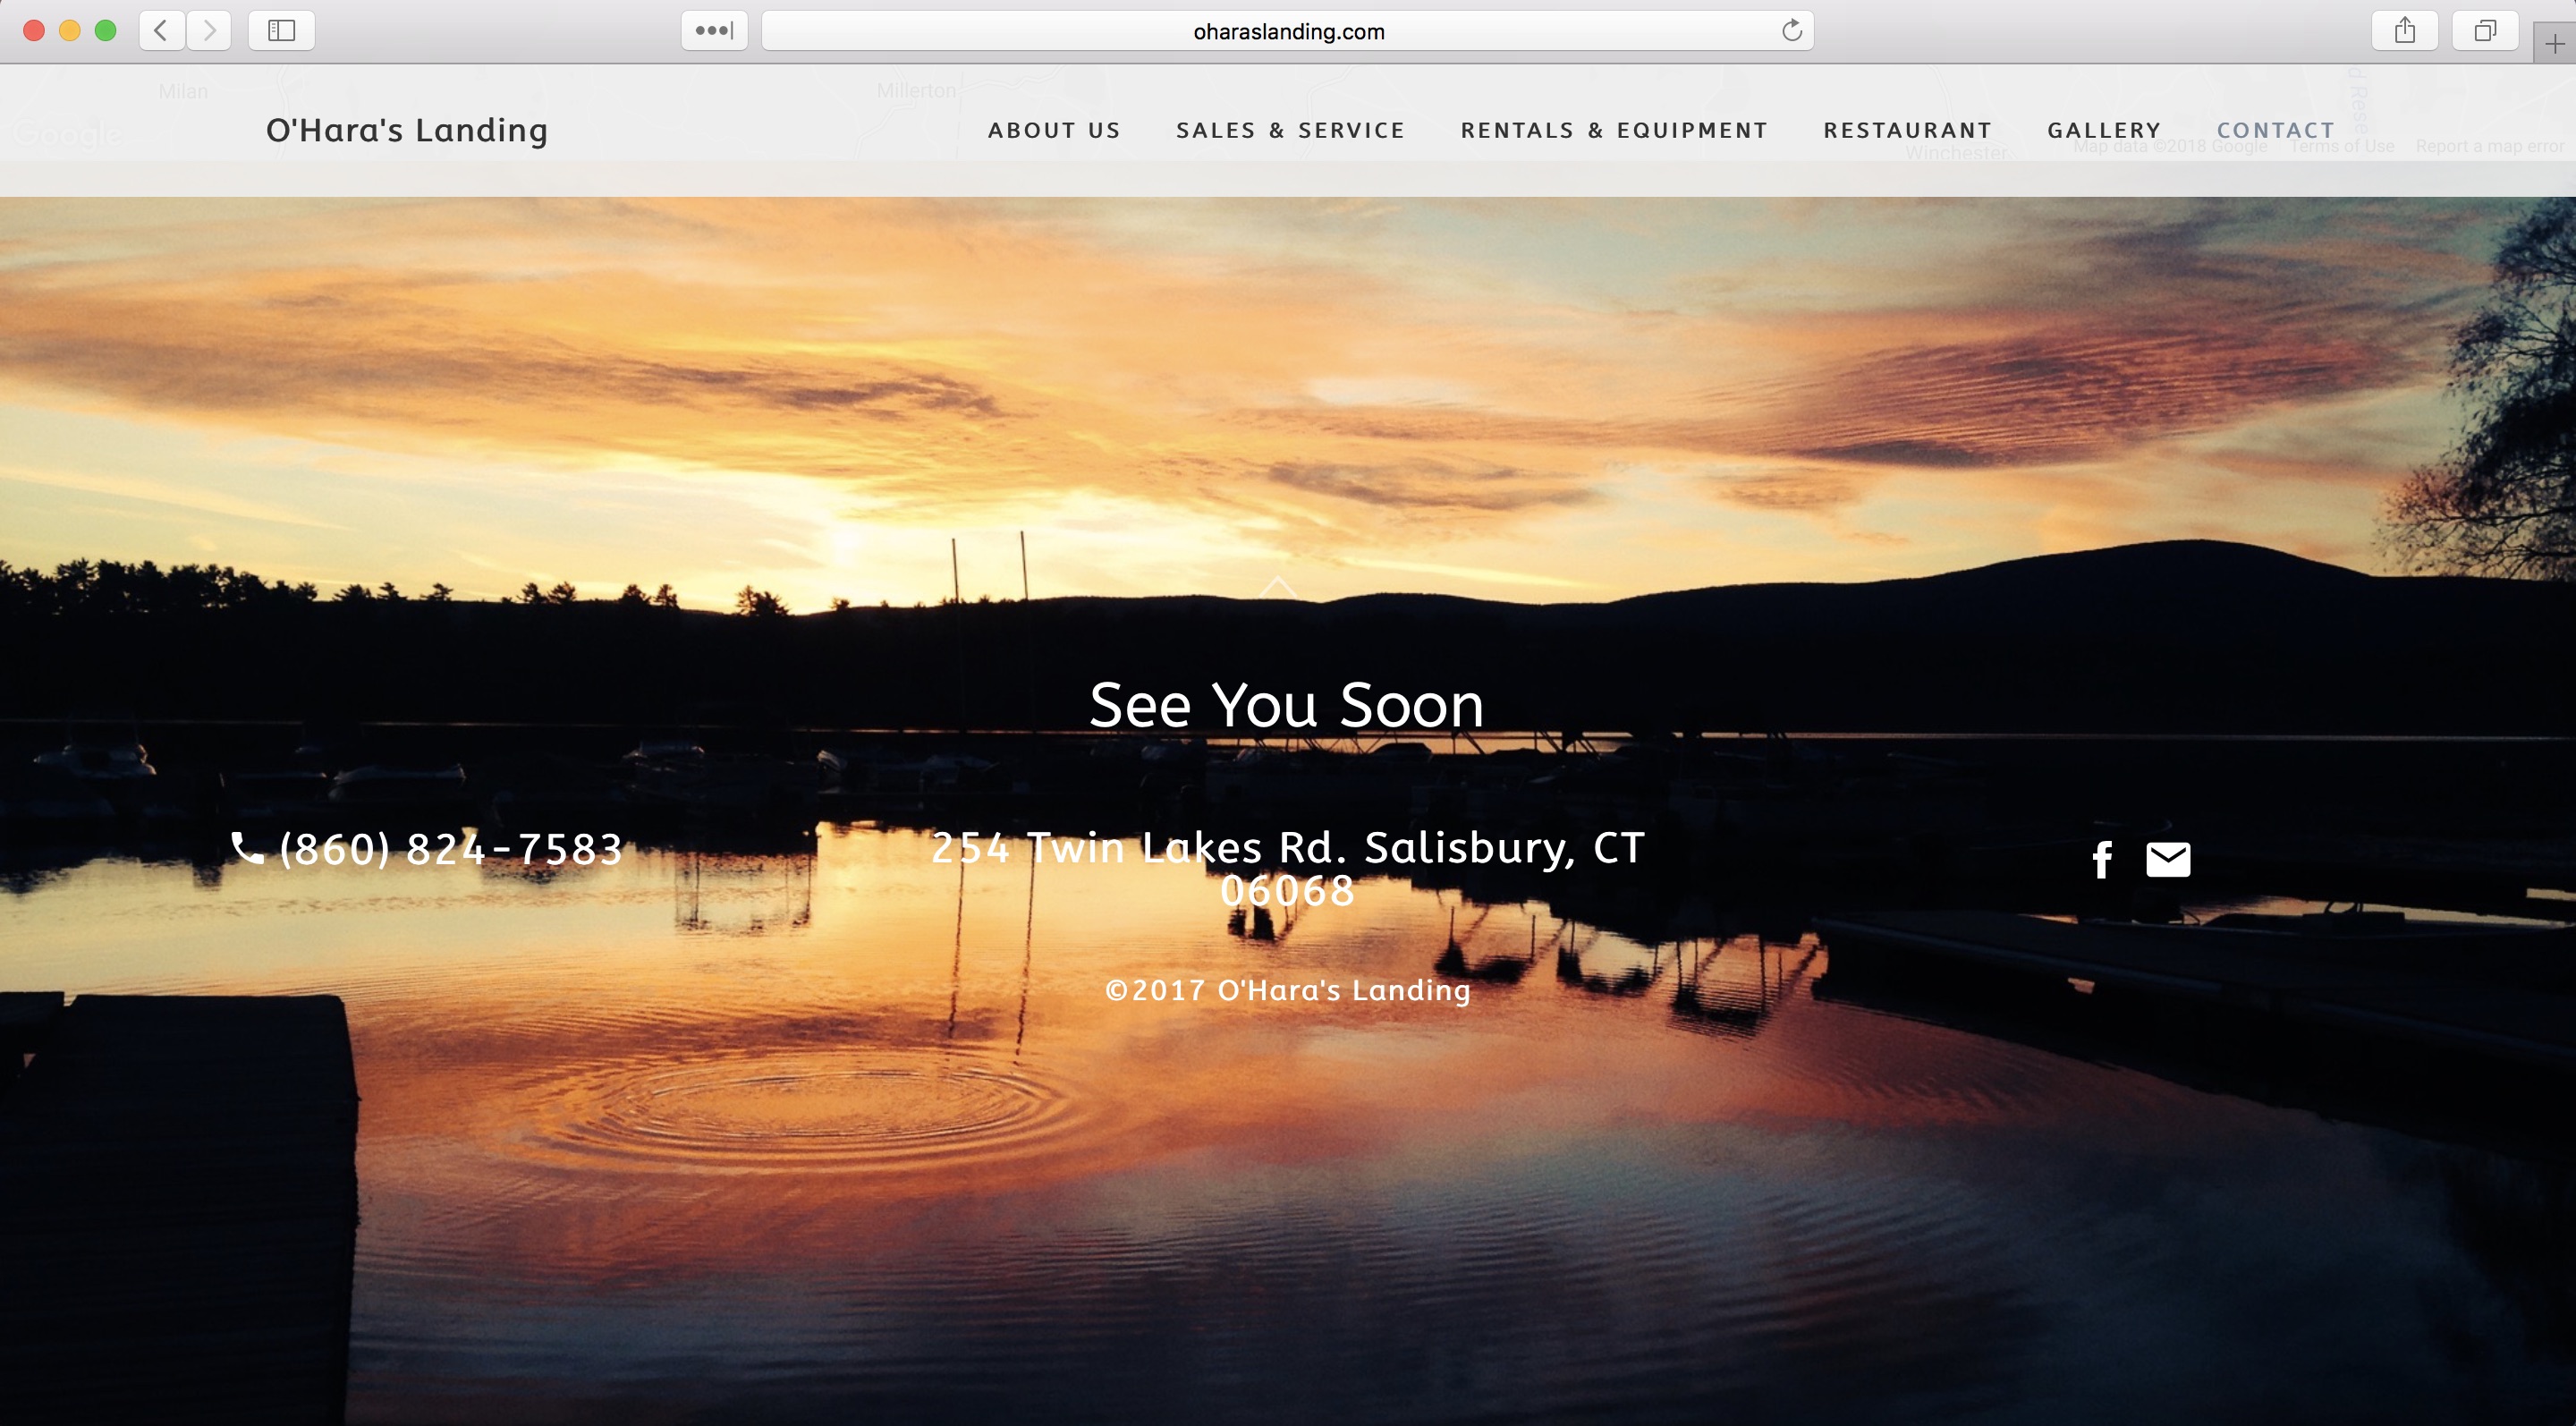 oharaslanding.com
Milan
Millerton
Google
O'Hara's Landing
ABOUT US
SALES & SERVICE
RENTALS & EQUIPMENT
RESTAURANT
GALLERY
CONTACT
d Rese
Winchester
Map data ©2018 Google
Terms of Use
Report a map error
See You Soon
(860) 824-7583
254 Twin Lakes Rd. Salisbury, CT
06068
©2017 O'Hara's Landing